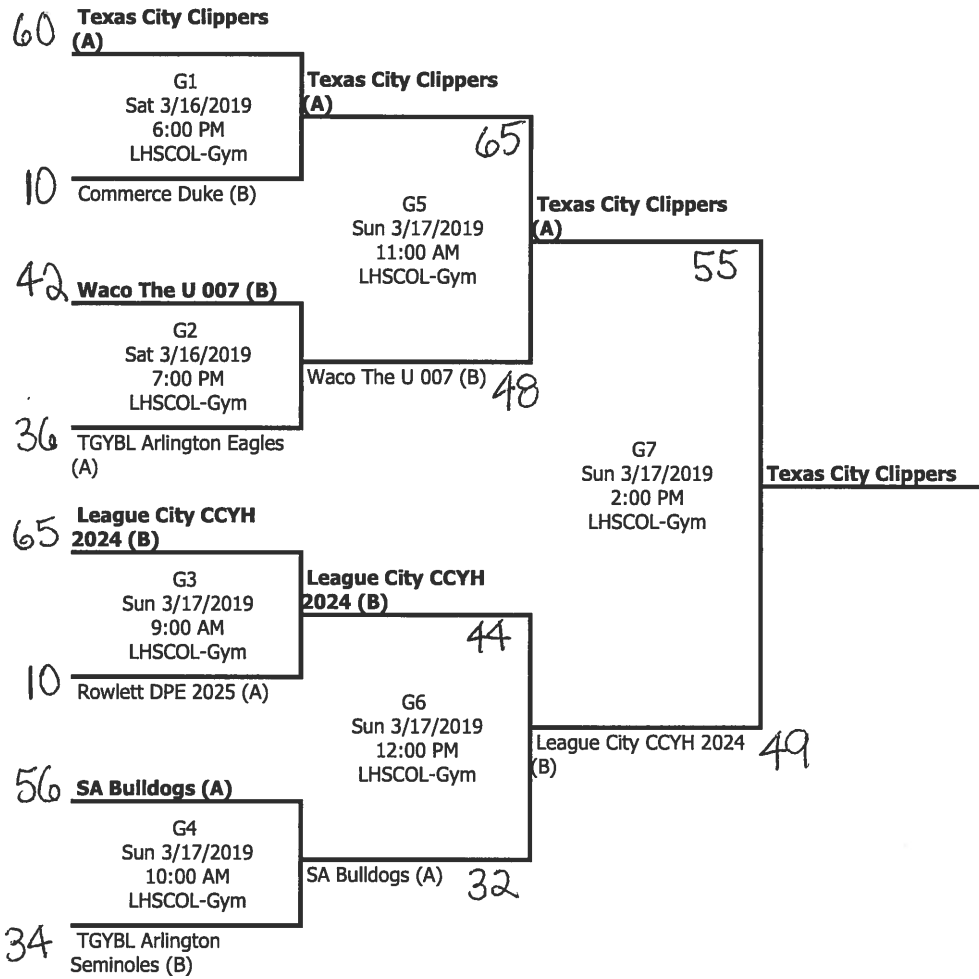 60 Texas City Clippers
(A)
G1
Sat 3/16/2019
6:00 PM
LHSCOL-Gym
10 Commerce Duke (B)
Texas City Clippers
(A)
65
G5
Sun 3/17/2019
11:00 AM
LHSCOL-Gym
42 Waco The U 007 (B)
G2
Sat 3/16/2019
7:00 PM
LHSCOL-Gym
36 TGYBL Arlington Eagles
(A)
Waco The U 007 (B) 48
Texas City Clippers
(A)
55
G7
Sun 3/17/2019
2:00 PM
LHSCOL-Gym
Texas City Clippers
65 League City CCYH
2024 (B)
G3
Sun 3/17/2019
9:00 AM
LHSCOL-Gym
10 Rowlett DPE 2025 (A)
League City CCYH
2024 (B)
44
G6
Sun 3/17/2019
12:00 PM
LHSCOL-Gym
League City CCYH 2024
(B)
49
56 SA Bulldogs (A)
G4
Sun 3/17/2019
10:00 AM
LHSCOL-Gym
34 TGYBL Arlington
Seminoles (B)
SA Bulldogs (A) 32